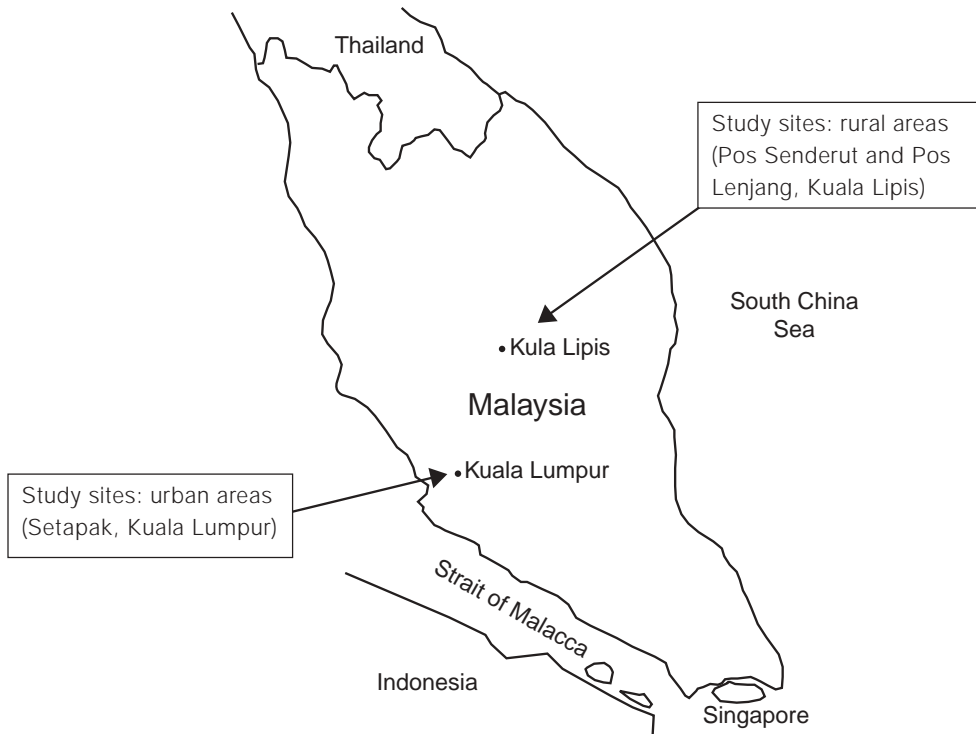 Thailand
Study sites: rural areas
(Pos Senderut and Pos
Lenjang, Kuala Lipis)
South China
Sea
Kula Lipis
Malaysia
Kuala Lumpur
Study sites: urban areas
(Setapak, Kuala Lumpur)
Strait of Malacca
Indonesia
Singapore